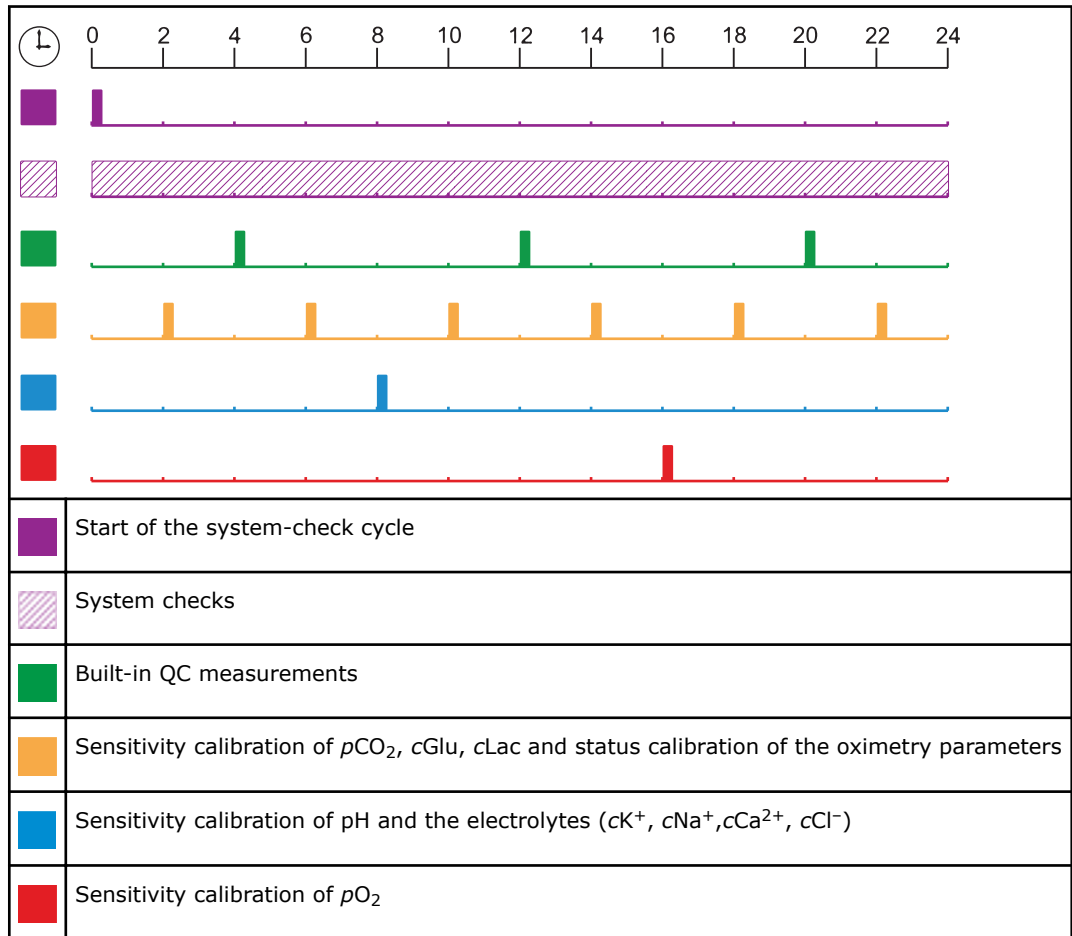 0 2 4 6 8 10 12 14 16 18 20 22 24
Start of the system-check cycle
System checks
Built-in QC measurements
Sensitivity calibration of pCO₂, cGlu, cLac and status calibration of the oximetry parameters
Sensitivity calibration of pH and the electrolytes (cK⁺, cNa⁺,cCa²⁺, cCl⁻)
Sensitivity calibration of pO₂